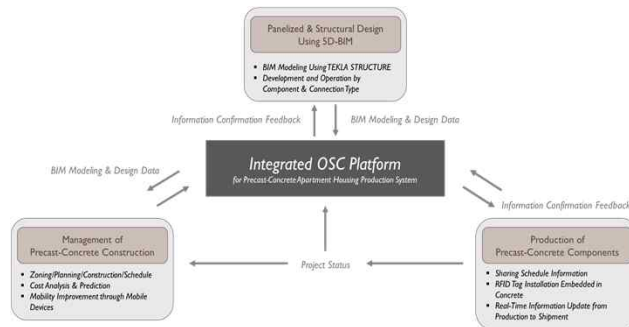 Panelized & Structural Design
Using 5D-BIM
BIM Modeling Using TEKLA STRUCTURE
Development and Operation by
Component & Connection Type
Information Confirmation Feedback
BIM Modeling & Design Data
Integrated OSC Platform
for Precast-Concrete Apartment Housing Production System
BIM Modeling & Design Data
Information Confirmation Feedback
Management of
Precast-Concrete Construction
Zoning/Planning/Construction/Schedule
Cost Analysis & Prediction
Mobility Improvement through Mobile
Devices
Project Status
Production of
Precast-Concrete Components
Sharing Schedule Information
RFID Tag Installation Embedded in
Concrete
Real-Time Information Update from
Production to Shipment